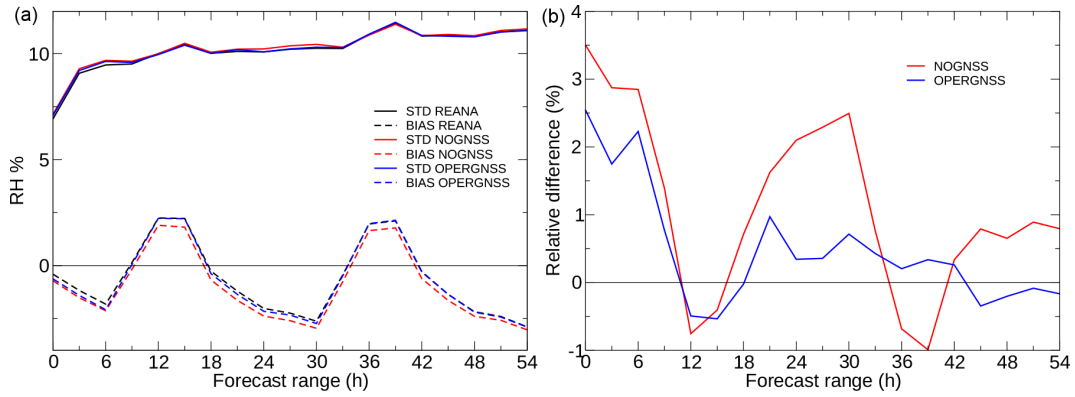 (a)
RH %
10
5
0
STD REANA
BIAS REANA
STD NOGNSS
BIAS NOGNSS
STD OPERGNSS
BIAS OPERGNSS
0 6 12 18 24 30 36 42 48 54
Forecast range (h)
(b)
Relative difference (%)
4
3
2
1
0
-1
NOGNSS
OPERGNSS
0 6 12 18 24 30 36 42 48 54
Forecast range (h)